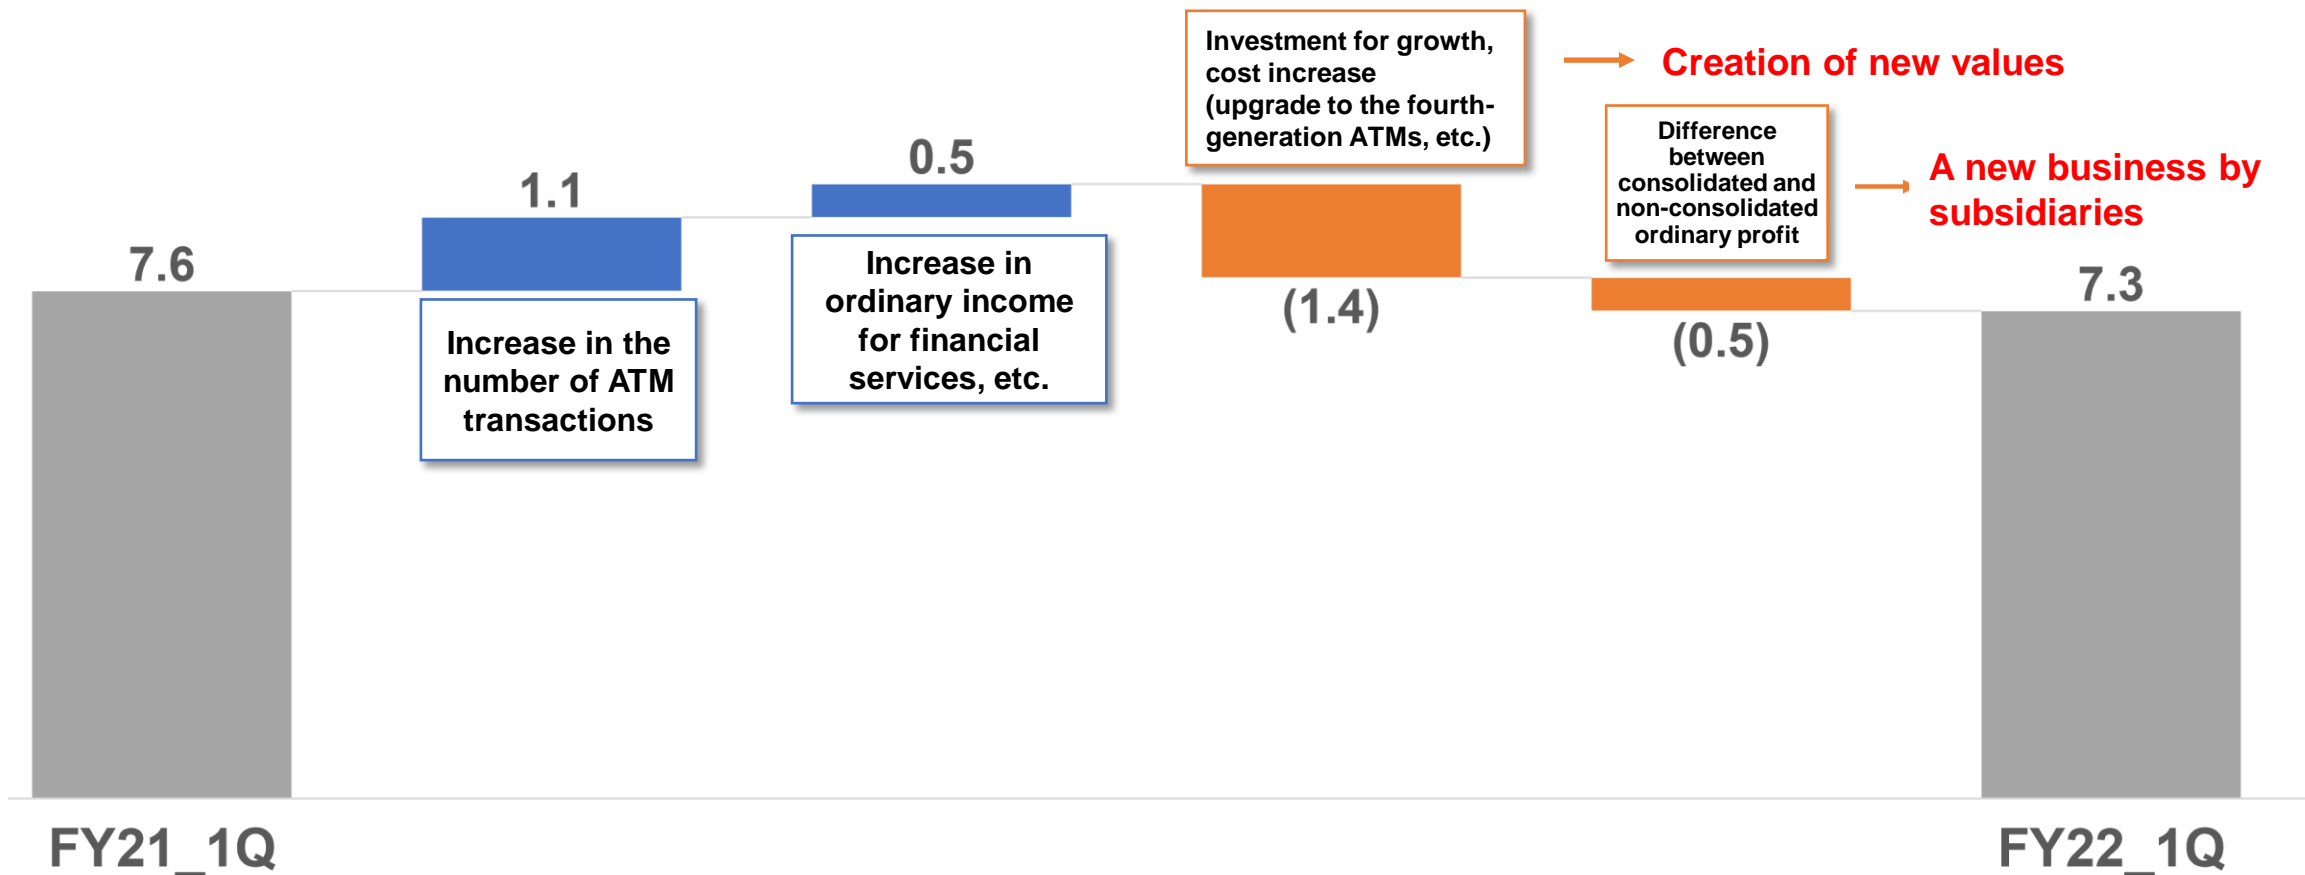 7.6
1.1
Increase in the
number of ATM
transactions
0.5
Increase in
ordinary income
for financial
services, etc.
Investment for growth,
cost increase
(upgrade to the fourth-
generation ATMs, etc.)
Creation of new values
(1.4)
Difference
between
consolidated and
non-consolidated
ordinary profit
A new business by
subsidiaries
(0.5)
7.3
FY21_1Q
FY22_1Q